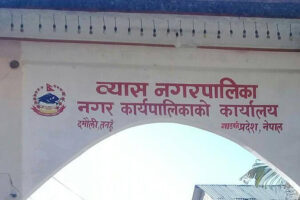 व्यास नगरपालिका
नगर कार्यपालिकाको कार्यालय
दमौली,तनहुँ
गण्डकी प्रदेश, नेपाल